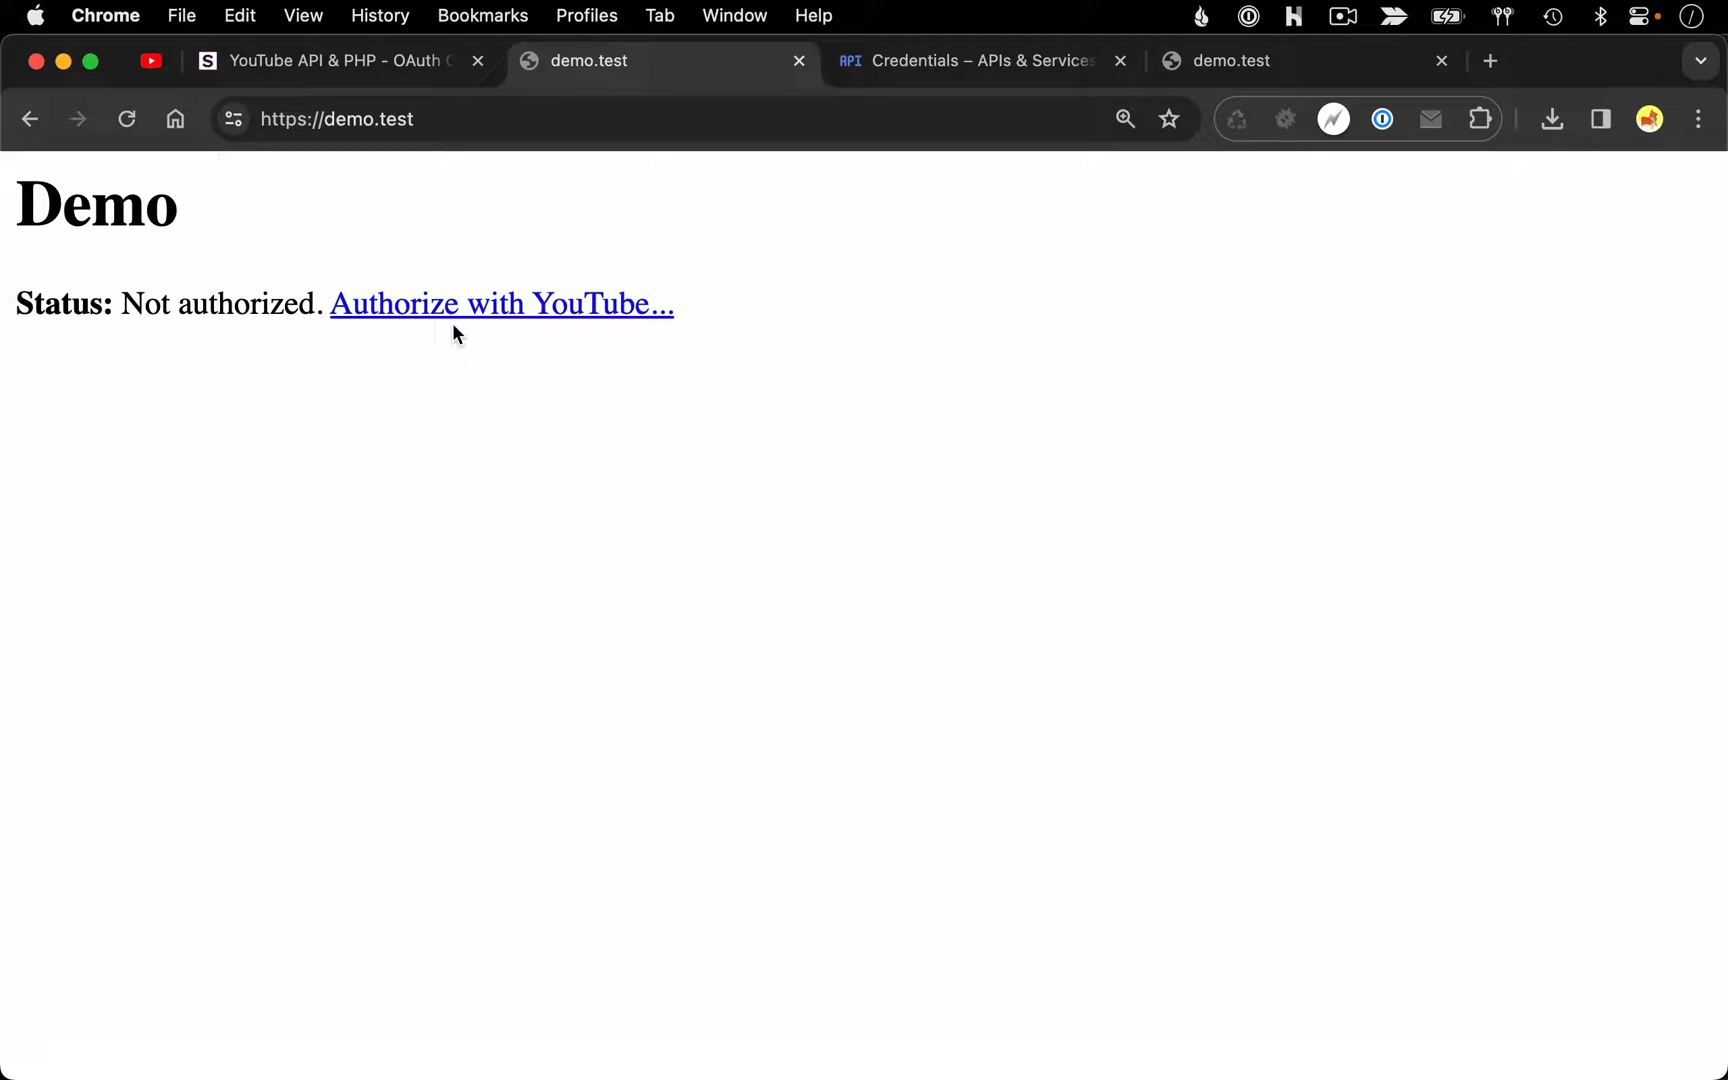 Chrome File Edit View History Bookmarks Profiles Tab Window Help
YouTube API & PHP - OAuth
demo.test
API Credentials – APIs & Services
demo.test
https://demo.test
Demo
Status: Not authorized. Authorize with YouTube...